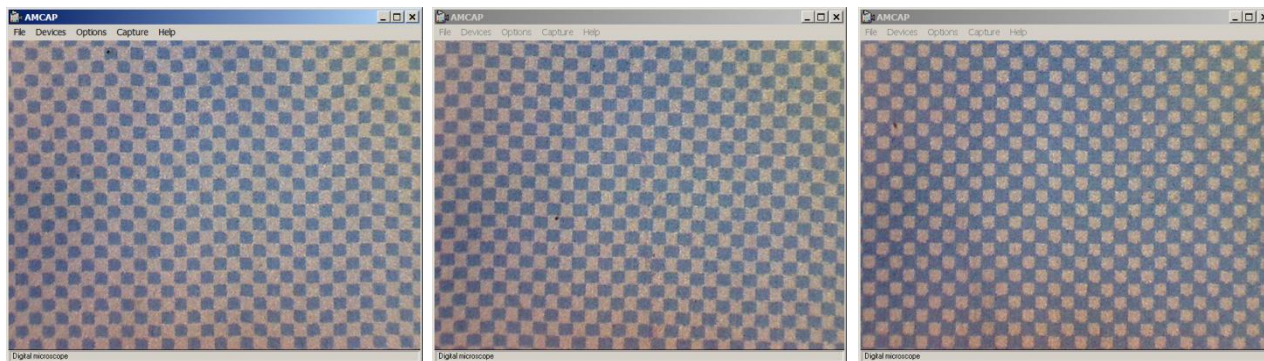 AMCAP
File Devices Options Capture Help
Digital microscope
AMCAP
File Devices Options Capture Help
Digital microscope
AMCAP
File Devices Options Capture Help
Digital microscope